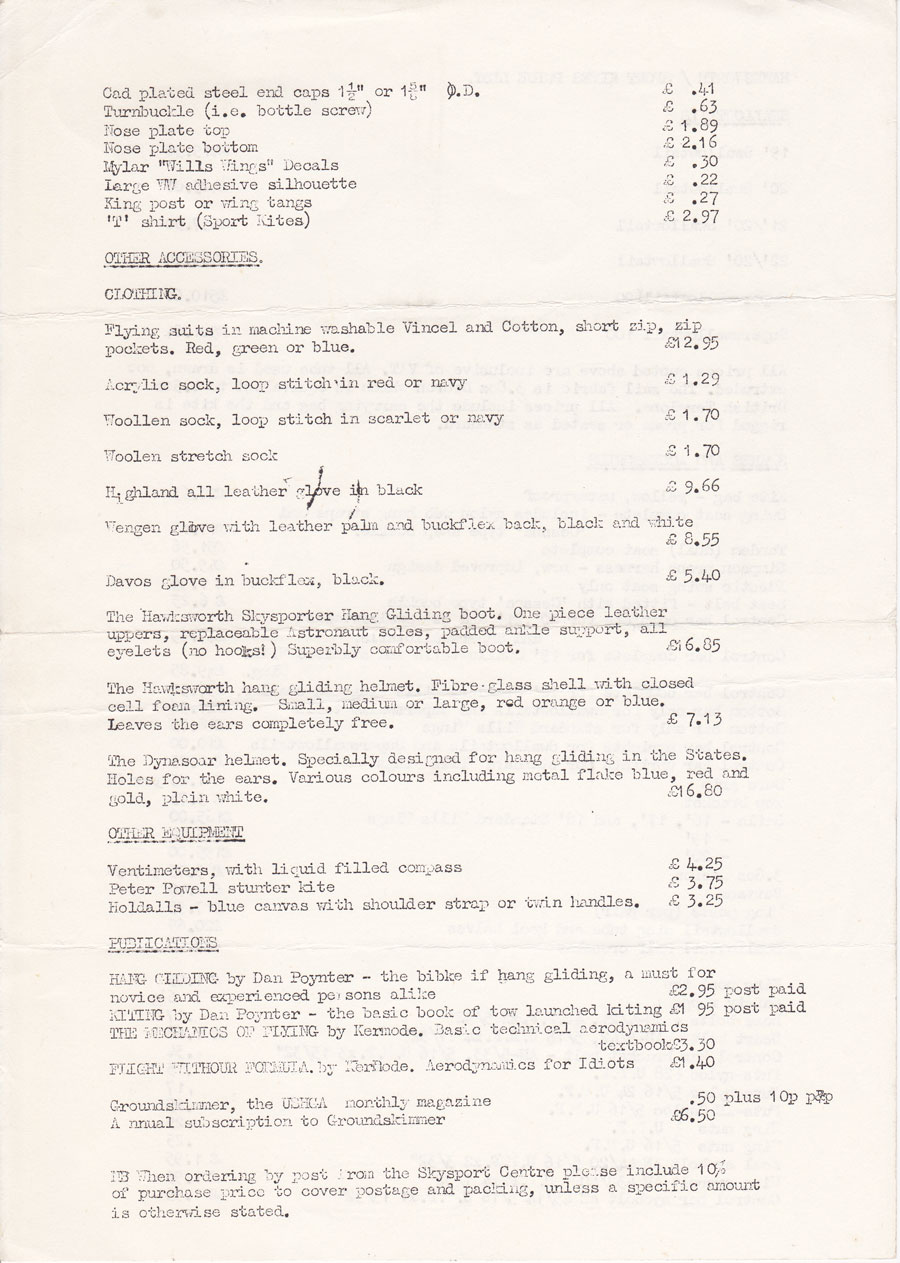 Cad plated steel end caps 1½" or 1⅝" O.D. £ .41
Turnbuckle (i.e. bottle screw) £ .63
Nose plate top £ 1.89
Nose plate bottom £ 2.16
Mylar "Wills Wings" Decals £ .30
Large WW adhesive silhouette £ .22
King post or wing tangs £ .27
'T' shirt (Sport Kites) £ 2.97
OTHER ACCESSORIES.
CLOTHING.
Flying suits in machine washable Vincel and Cotton, short zip, zip
pockets. Red, green or blue. £12.95
Acrylic sock, loop stitch in red or navy £ 1.29
Woollen sock, loop stitch in scarlet or navy £ 1.70
Woolen stretch sock £ 1.70
Highland all leather glove in black £ 9.66
Wengen glove with leather palm and buckflex back, black and white
£ 8.55
Davos glove in buckflex, black. £ 5.40
The Hawksworth Skysporter Hang Gliding boot. One piece leather
uppers, replaceable Astronaut soles, padded ankle support, all
eyelets (no hooks!) Superbly comfortable boot. £16.85
The Hawksworth hang gliding helmet. Fibre-glass shell with closed
cell foam lining. Small, medium or large, red orange or blue.
Leaves the ears completely free. £ 7.13
The Dynasoar helmet. Specially designed for hang gliding in the States.
Holes for the ears. Various colours including metal flake blue, red and
gold, plain white. £16.80
OTHER EQUIPMENT
Ventimeters, with liquid filled compass £ 4.25
Peter Powell stunter kite £ 3.75
Holdalls - blue canvas with shoulder strap or twin handles. £ 3.25
PUBLICATIONS
HANG GLIDING by Dan Poynter - the bibke if hang gliding, a must for
novice and experienced persons alike £2.95 post paid
KITING by Dan Poynter - the basic book of tow launched kiting £1 95 post paid
THE MECHANICS OF FLYING by Kermode. Basic technical aerodynamics
textbook£3.30
FLIGHT WITHOUR FORMULA. by Kermode. Aerodynamics for Idiots £1.40
Groundskimmer, the USHGA monthly magazine .50 plus 10p p&p
A nnual subscription to Groundskimmer £6.50
NB When ordering by post from the Skysport Centre please include 10%
of purchase price to cover postage and packing, unless a specific amount
is otherwise stated.